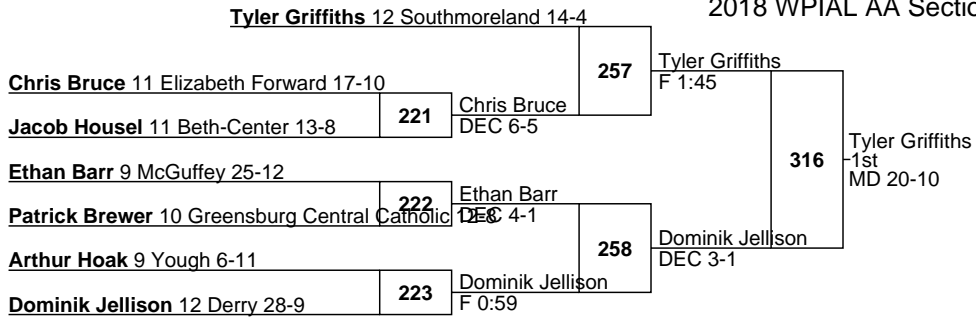 2018 WPIAL AA Sectio
Tyler Griffiths 12 Southmoreland 14-4
257
Tyler Griffiths
F 1:45
Chris Bruce 11 Elizabeth Forward 17-10
221
Chris Bruce
DEC 6-5
Jacob Housel 11 Beth-Center 13-8
316
Tyler Griffiths
1st
MD 20-10
Ethan Barr 9 McGuffey 25-12
222
Ethan Barr
DEC 4-1
Patrick Brewer 10 Greensburg Central Catholic 12-8
258
Dominik Jellison
DEC 3-1
Arthur Hoak 9 Yough 6-11
223
Dominik Jellison
F 0:59
Dominik Jellison 12 Derry 28-9